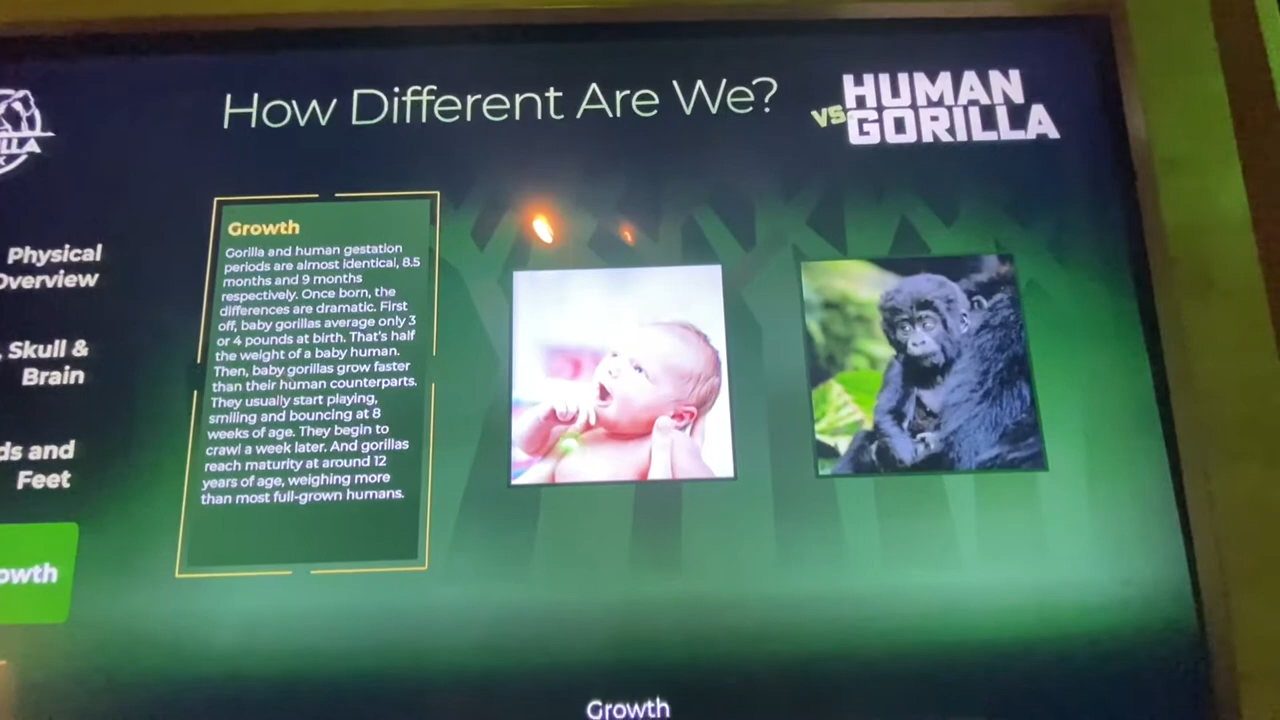 How Different Are We?
HUMAN
VS GORILLA
Growth
Gorilla and human gestation
periods are almost identical, 8.5
months and 9 months
respectively. Once born, the
differences are dramatic. First
off, baby gorillas average only 3
or 4 pounds at birth. That's half
the weight of a baby human.
Then, baby gorillas grow faster
than their human counterparts.
They usually start playing,
smiling and bouncing at 8
weeks of age. They begin to
crawl a week later. And gorillas
reach maturity at around 12
years of age, weighing more
than most full-grown humans.
Physical
Overview
Skull &
Brain
and
Feet
Growth